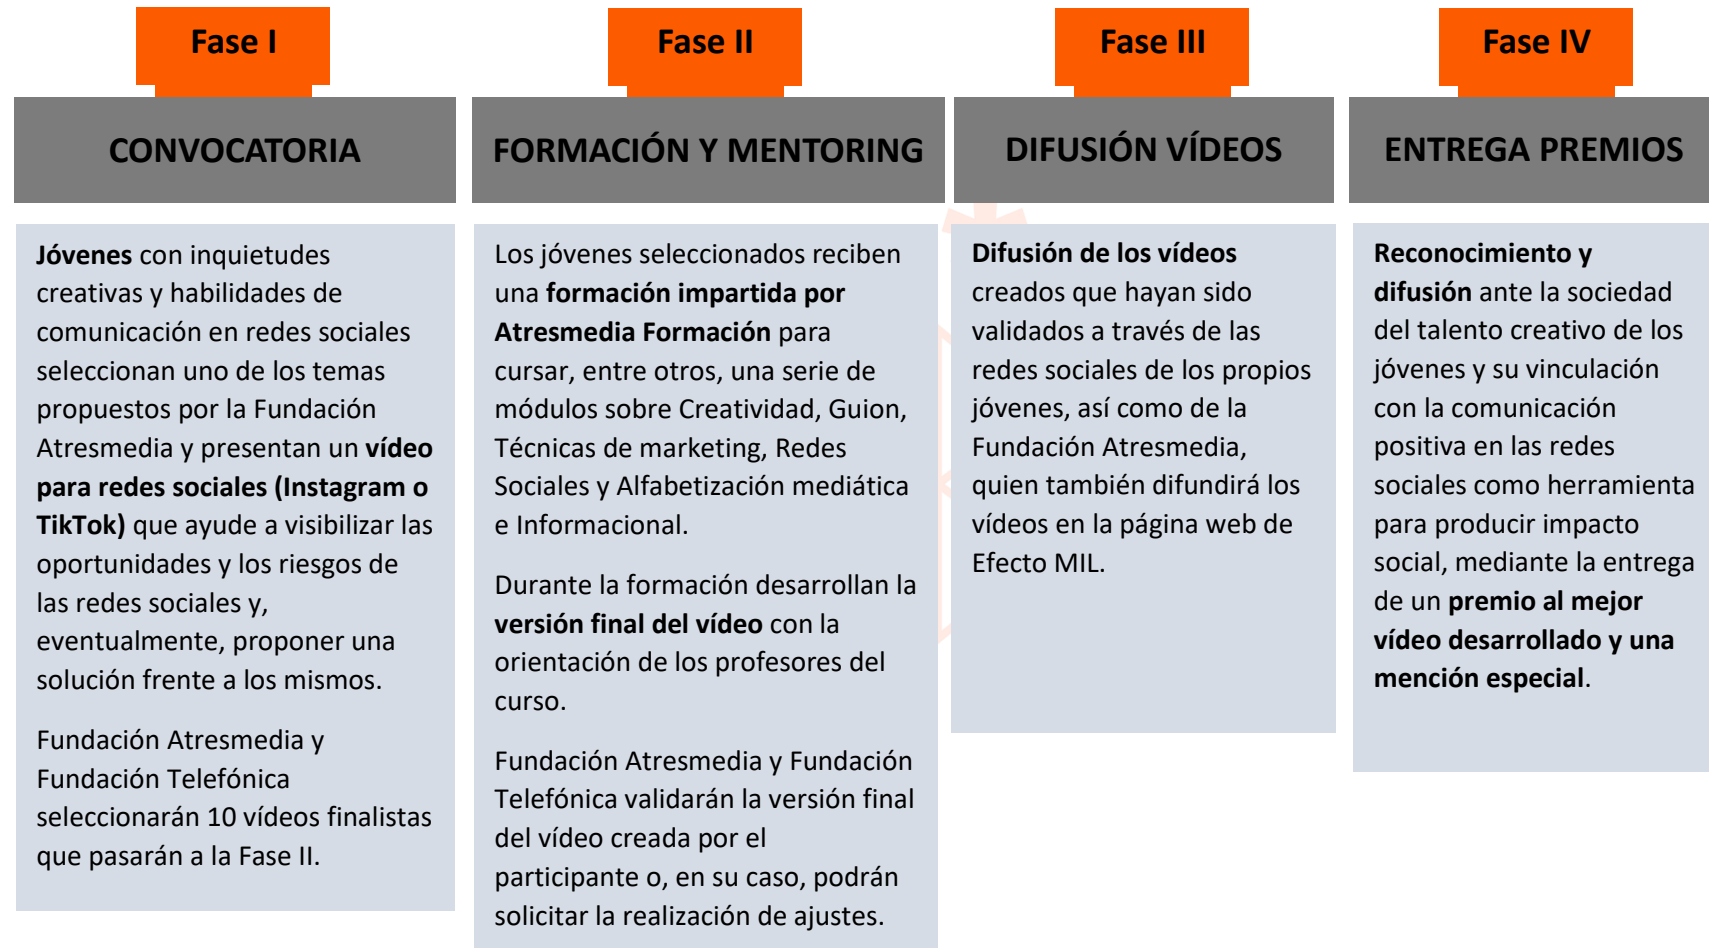 Fase I
CONVOCATORIA
Jóvenes con inquietudes
creativas y habilidades de
comunicación en redes sociales
seleccionan uno de los temas
propuestos por la Fundación
Atresmedia y presentan un vídeo
para redes sociales (Instagram o
TikTok) que ayude a visibilizar las
oportunidades y los riesgos de
las redes sociales y,
eventualmente, proponer una
solución frente a los mismos.
Fundación Atresmedia y
Fundación Telefónica
seleccionarán 10 vídeos finalistas
que pasarán a la Fase II.
Fase II
FORMACIÓN Y MENTORING
Los jóvenes seleccionados reciben
una formación impartida por
Atresmedia Formación para
cursar, entre otros, una serie de
módulos sobre Creatividad, Guion,
Técnicas de marketing, Redes
Sociales y Alfabetización mediática
e Informacional.
Durante la formación desarrollan la
versión final del vídeo con la
orientación de los profesores del
curso.
Fundación Atresmedia y Fundación
Telefónica validarán la versión final
del vídeo creada por el
participante o, en su caso, podrán
solicitar la realización de ajustes.
Fase III
DIFUSIÓN VÍDEOS
Difusión de los vídeos
creados que hayan sido
validados a través de las
redes sociales de los propios
jóvenes, así como de la
Fundación Atresmedia,
quien también difundirá los
vídeos en la página web de
Efecto MIL.
Fase IV
ENTREGA PREMIOS
Reconocimiento y
difusión ante la sociedad
del talento creativo de los
jóvenes y su vinculación
con la comunicación
positiva en las redes
sociales como herramienta
para producir impacto
social, mediante la entrega
de un premio al mejor
vídeo desarrollado y una
mención especial.